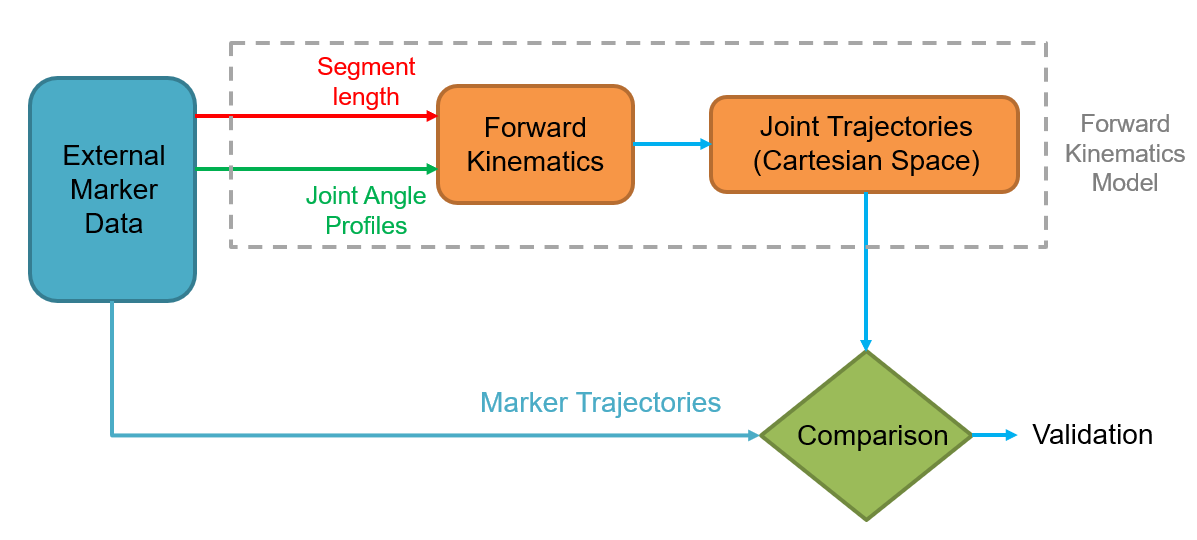 Segment
length
External
Marker
Data
Forward
Kinematics
Joint Trajectories
(Cartesian Space)
Forward
Kinematics
Model
Joint Angle
Profiles
Marker Trajectories
Comparison
Validation